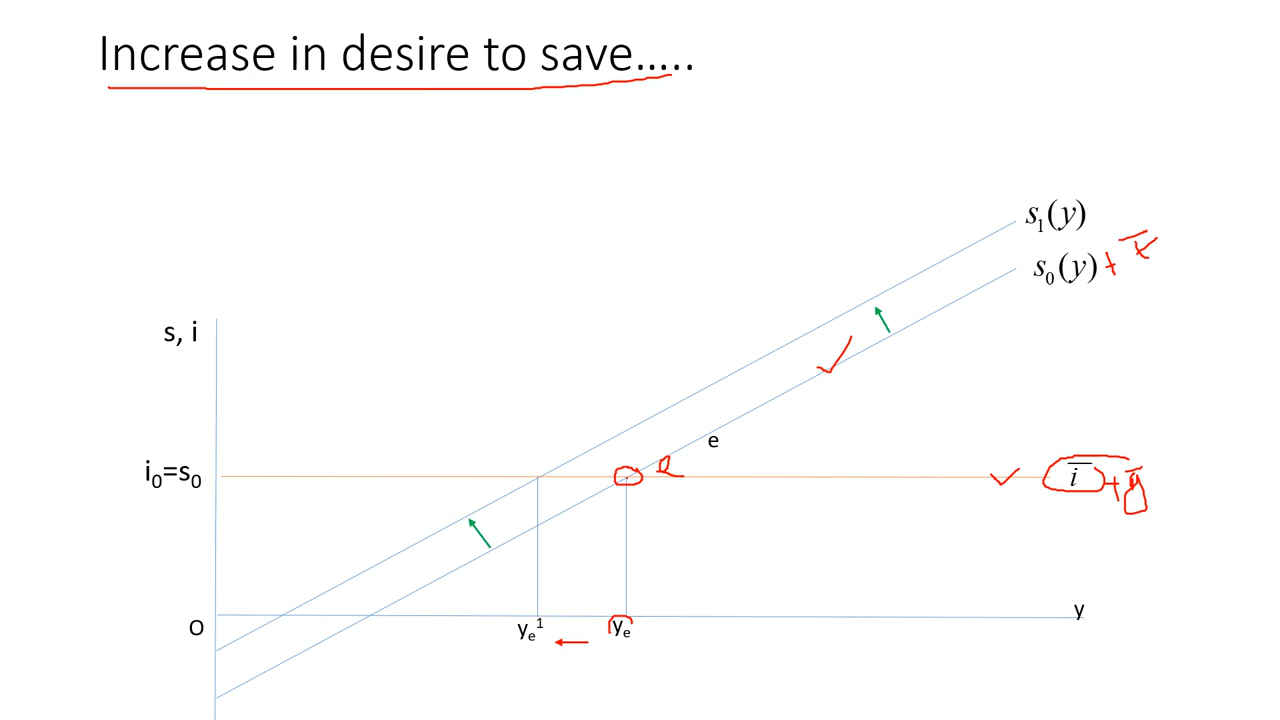 Increase in desire to save.....
s₁(y)
s₀(y) + t̅
s, i
e
i₀=s₀
e
i̅ + g̅
O
yₑ¹
yₑ
y